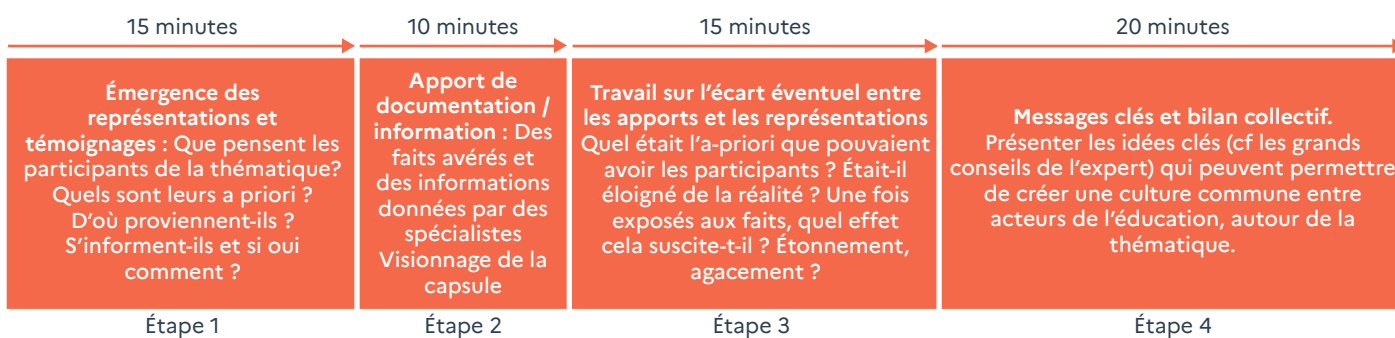 15 minutes
10 minutes
15 minutes
20 minutes
Émergence des
représentations et
témoignages : Que pensent les
participants de la thématique?
Quels sont leurs a priori ?
D’où proviennent-ils ?
S’informent-ils et si oui
comment ?
Apport de
documentation /
information : Des
faits avérés et
des informations
données par des
spécialistes
Visionnage de la
capsule
Travail sur l’écart éventuel entre
les apports et les représentations
Quel était l’a-priori que pouvaient
avoir les participants ? Était-il
éloigné de la réalité ? Une fois
exposés aux faits, quel effet
cela suscite-t-il ? Étonnement,
agacement ?
Messages clés et bilan collectif.
Présenter les idées clés (cf les grands
conseils de l’expert) qui peuvent permettre
de créer une culture commune entre
acteurs de l’éducation, autour de la
thématique.
Étape 1
Étape 2
Étape 3
Étape 4